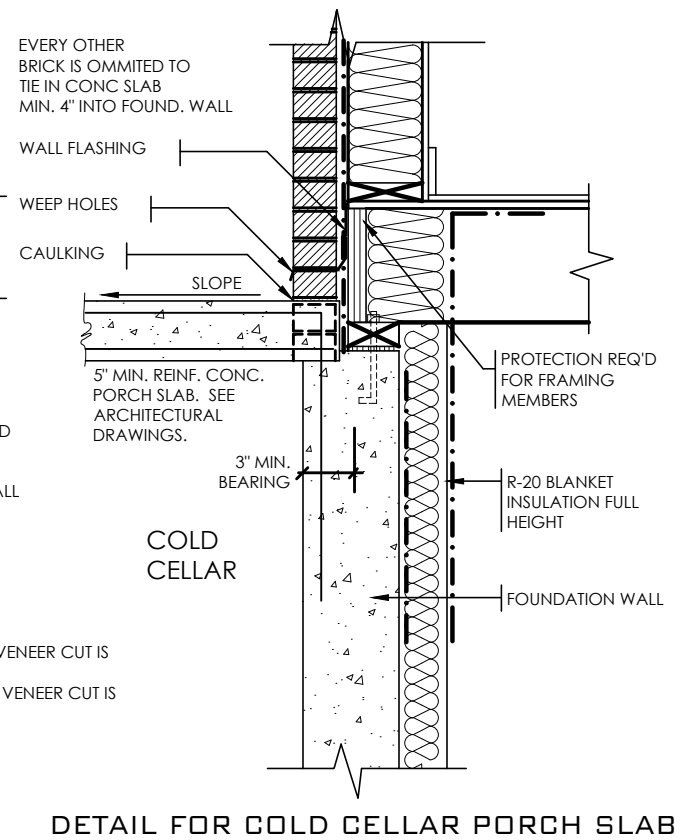 EVERY OTHER
BRICK IS OMMITED TO
TIE IN CONC SLAB
MIN. 4" INTO FOUND. WALL
WALL FLASHING
WEEP HOLES
CAULKING
SLOPE
5" MIN. REINF. CONC.
PORCH SLAB. SEE
ARCHITECTURAL
DRAWINGS.
PROTECTION REQ'D
FOR FRAMING
MEMBERS
3" MIN.
BEARING
R-20 BLANKET
INSULATION FULL
HEIGHT
COLD
CELLAR
FOUNDATION WALL
VENEER CUT IS
VENEER CUT IS
DETAIL FOR COLD CELLAR PORCH SLAB